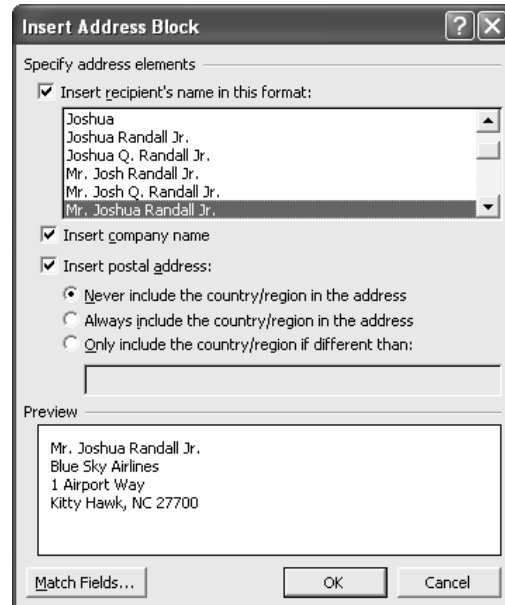 Insert Address Block
Specify address elements
Insert recipient's name in this format:
Joshua
Joshua Randall Jr.
Joshua Q. Randall Jr.
Mr. Josh Randall Jr.
Mr. Josh Q. Randall Jr.
Mr. Joshua Randall Jr.
Insert company name
Insert postal address:
Never include the country/region in the address
Always include the country/region in the address
Only include the country/region if different than:
Preview
Mr. Joshua Randall Jr.
Blue Sky Airlines
1 Airport Way
Kitty Hawk, NC 27700
Match Fields... OK Cancel